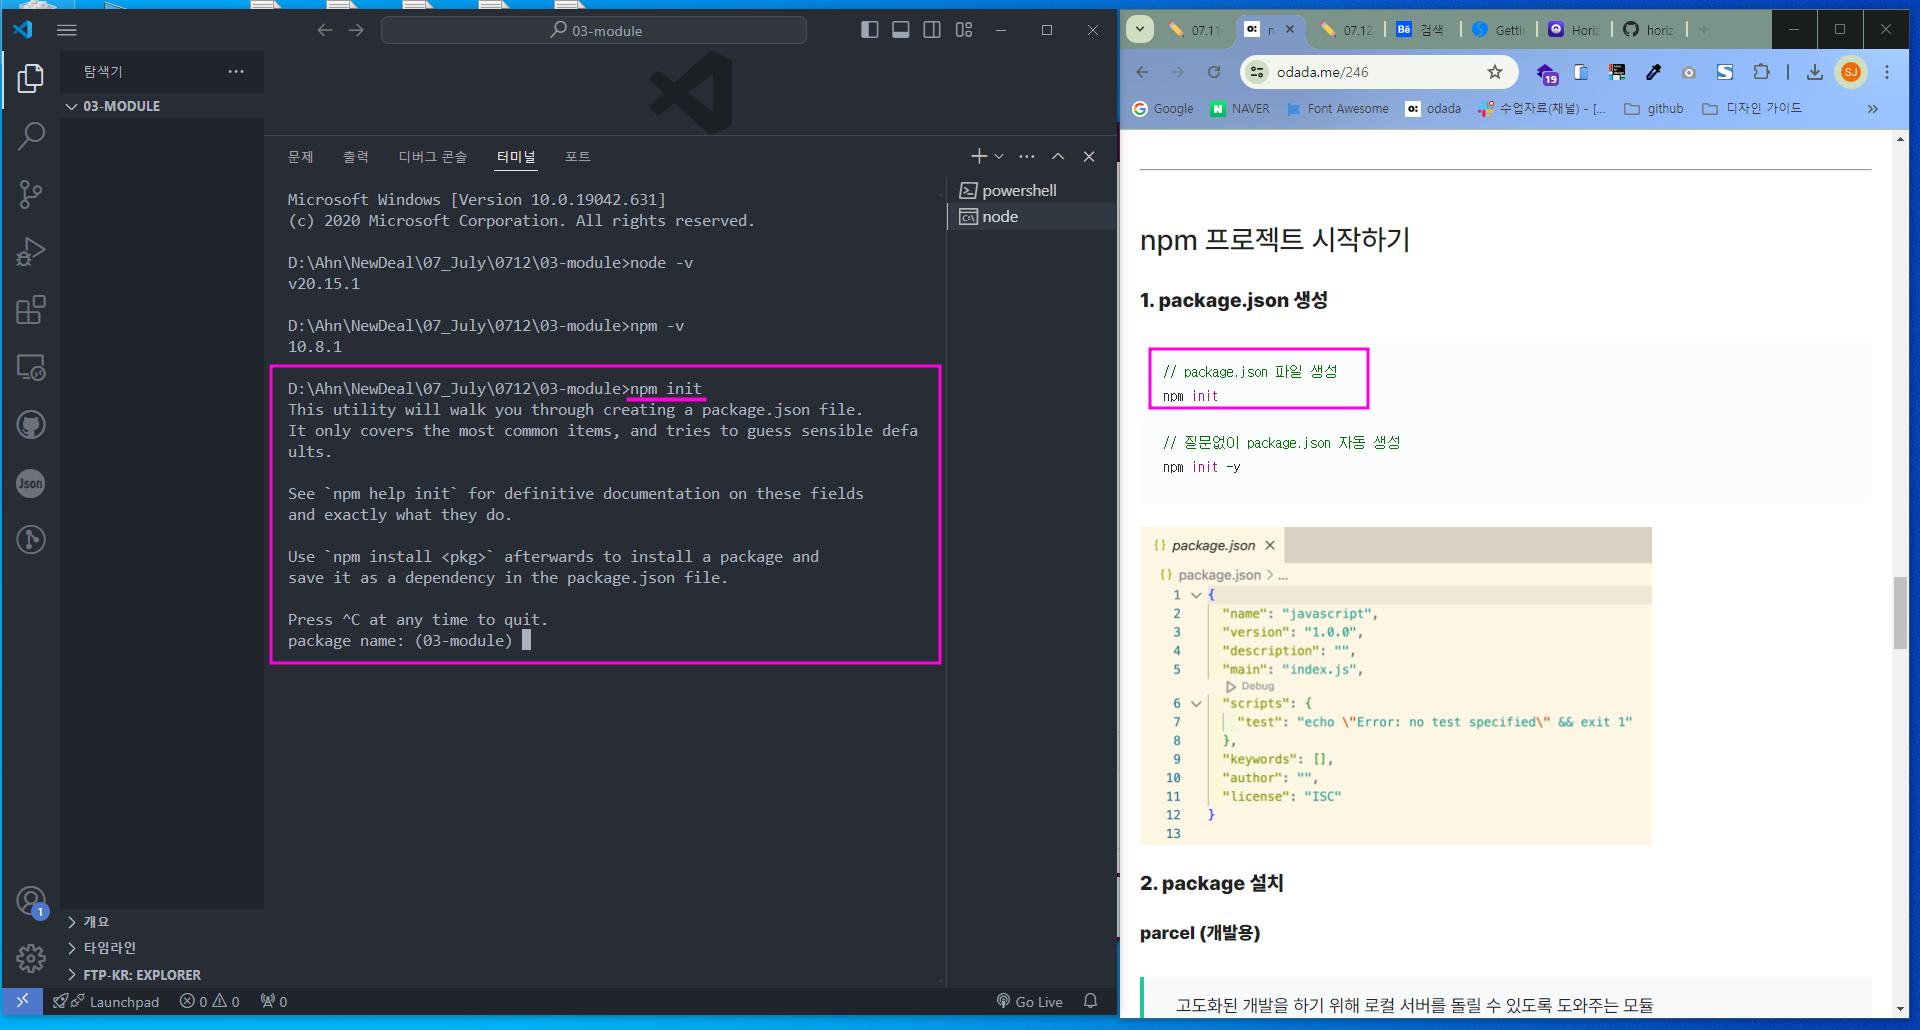 03-module
탐색기
03-MODULE
문제 출력 디버그 콘솔 터미널 포트
powershell
node
Microsoft Windows [Version 10.0.19042.631]
(c) 2020 Microsoft Corporation. All rights reserved.
D:\Ahn\NewDeal\07_July\0712\03-module>node -v
v20.15.1
D:\Ahn\NewDeal\07_July\0712\03-module>npm -v
10.8.1
D:\Ahn\NewDeal\07_July\0712\03-module>npm init
This utility will walk you through creating a package.json file.
It only covers the most common items, and tries to guess sensible defa
ults.
See `npm help init` for definitive documentation on these fields
and exactly what they do.
Use `npm install <pkg>` afterwards to install a package and
save it as a dependency in the package.json file.
Press ^C at any time to quit.
package name: (03-module)
Json
1
개요
타임라인
FTP-KR: EXPLORER
Launchpad 0 0 0 Go Live
07.11 n 07.12 Bē 검색 Getti Horiz horiz
odada.me/246 19 SJ
Google NAVER Font Awesome odada 수업자료(채널) - [... github 디자인 가이드 »
npm 프로젝트 시작하기
1. package.json 생성
// package.json 파일 생성
npm init
// 질문없이 package.json 자동 생성
npm init -y
{} package.json ×
{} package.json > ...
1 {
2 "name": "javascript",
3 "version": "1.0.0",
4 "description": "",
5 "main": "index.js",
Debug
6 "scripts": {
7 "test": "echo \"Error: no test specified\" && exit 1"
8 },
9 "keywords": [],
10 "author": "",
11 "license": "ISC"
12 }
13
2. package 설치
parcel (개발용)
고도화된 개발을 하기 위해 로컬 서버를 돌릴 수 있도록 도와주는 모듈